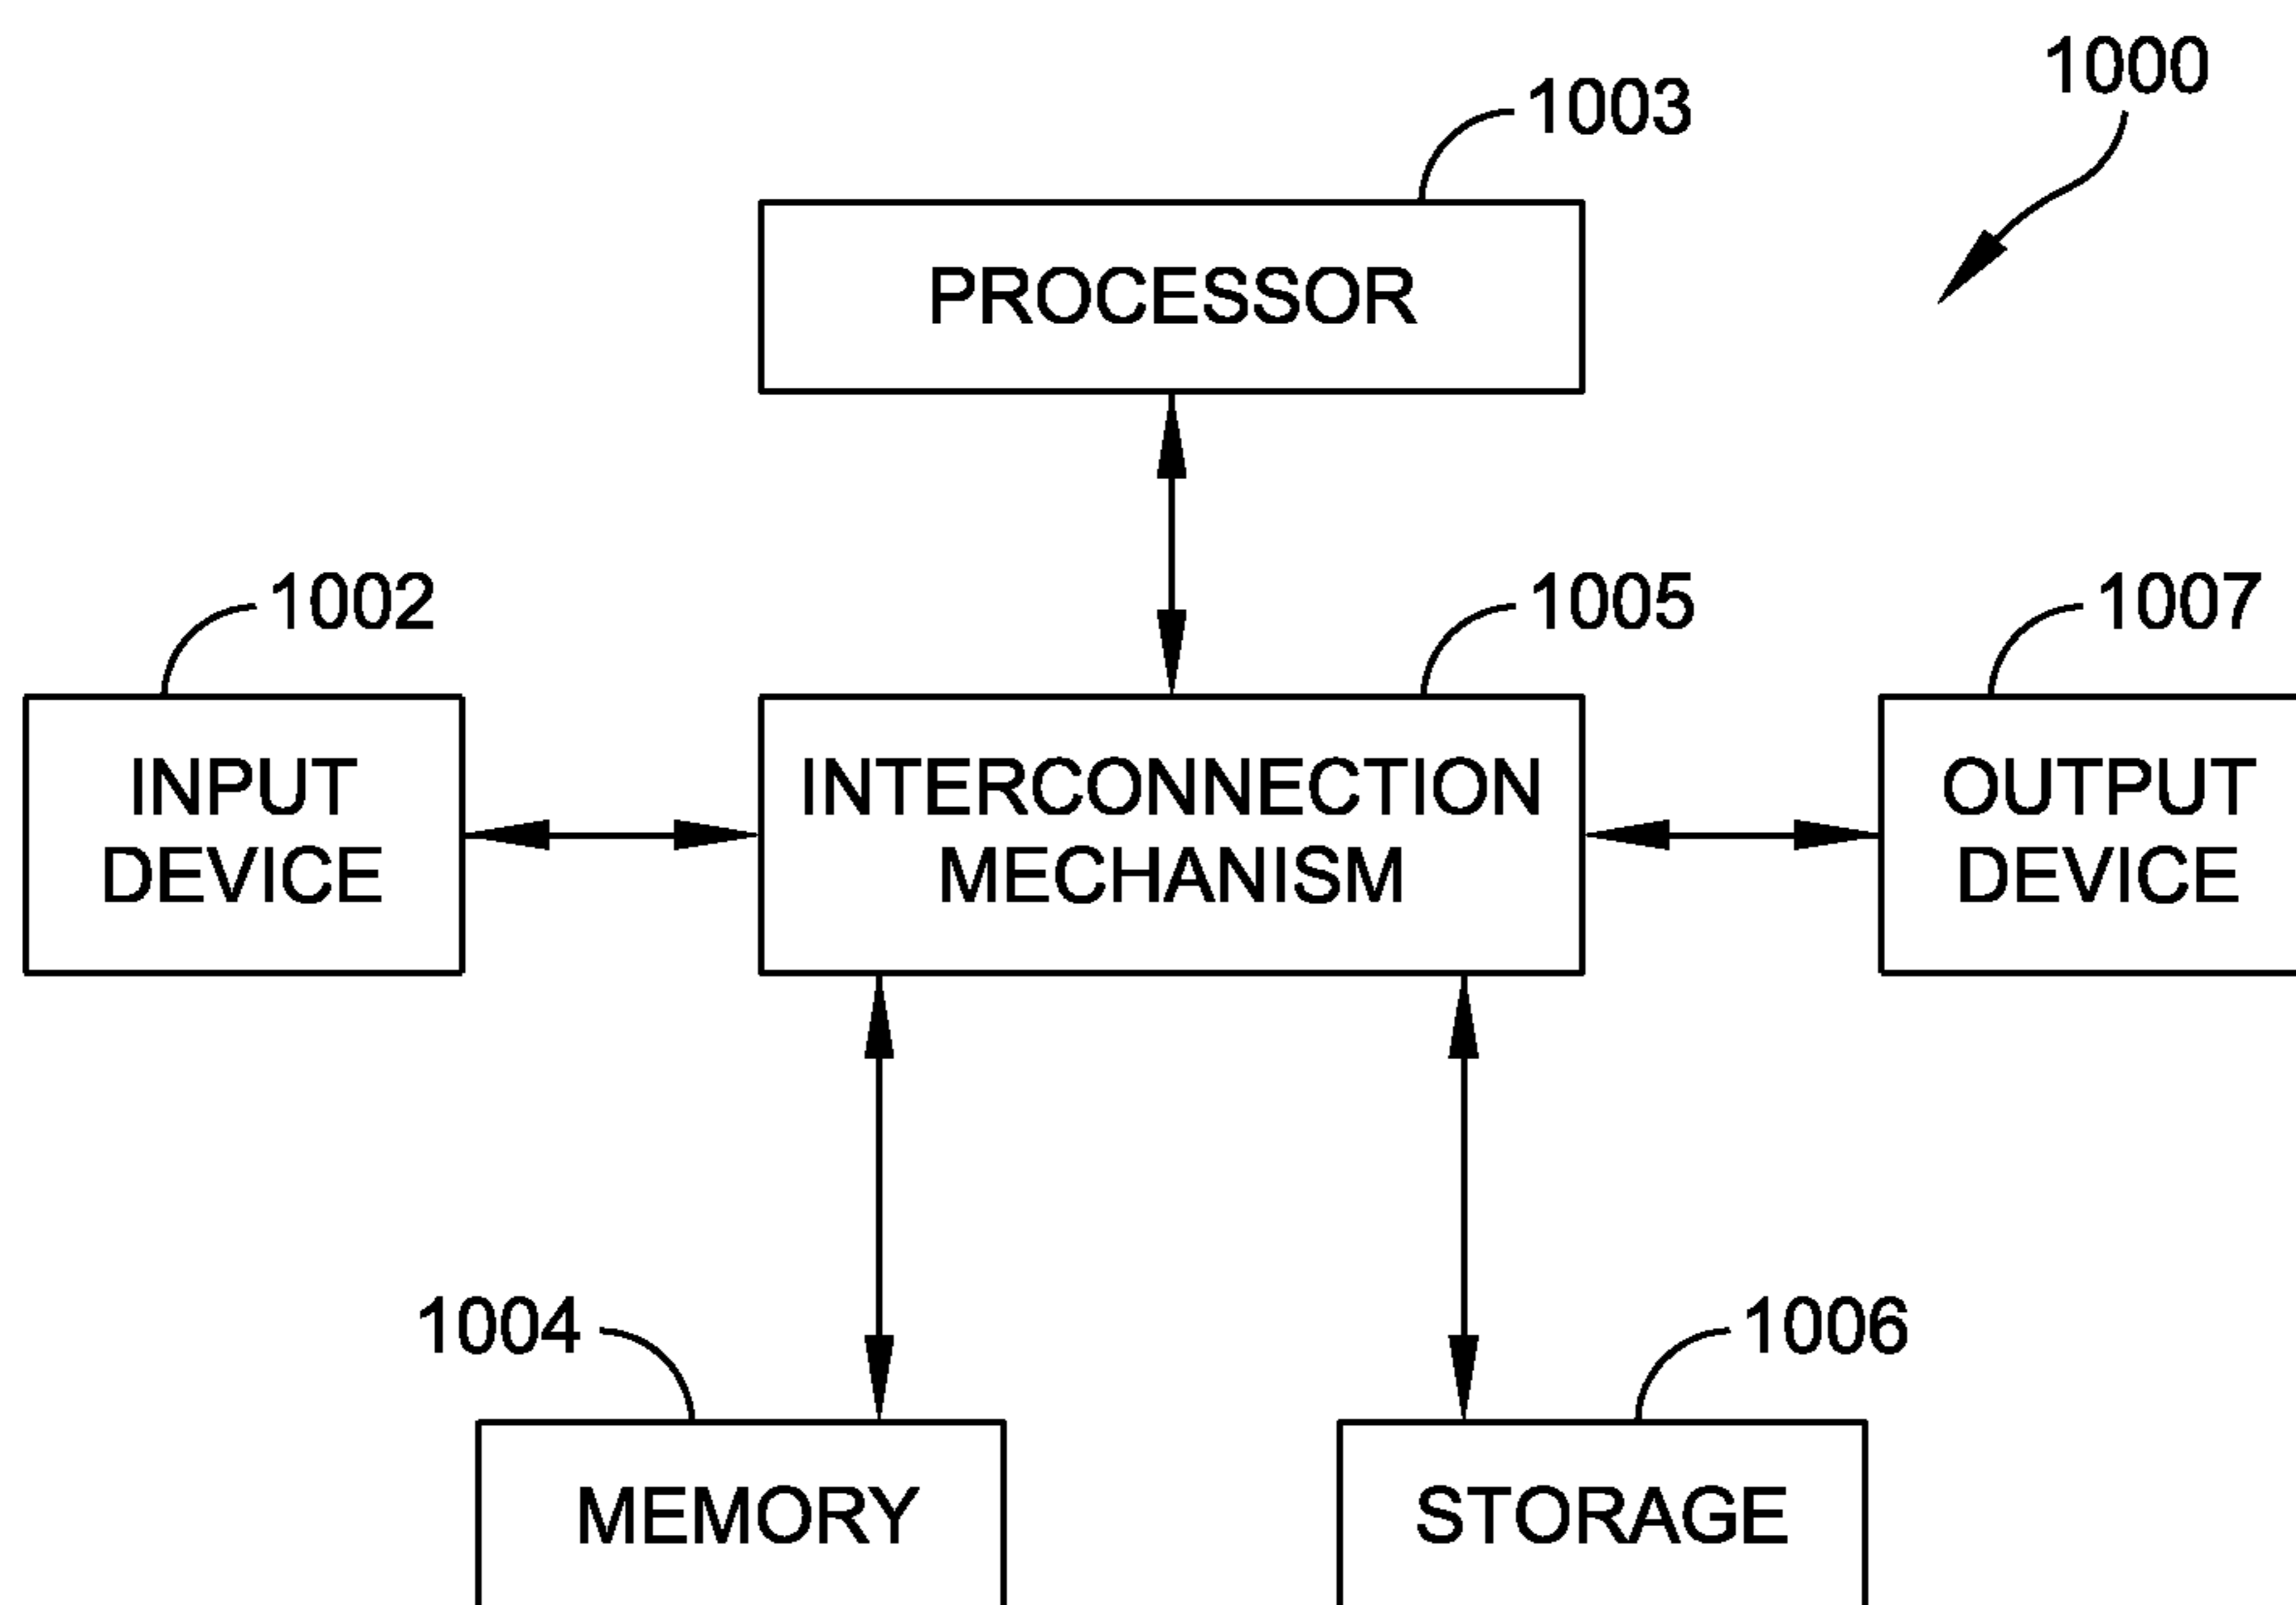 1000
1003
PROCESSOR
1002
1005
1007
INPUT
DEVICE
INTERCONNECTION
MECHANISM
OUTPUT
DEVICE
1004
1006
MEMORY
STORAGE